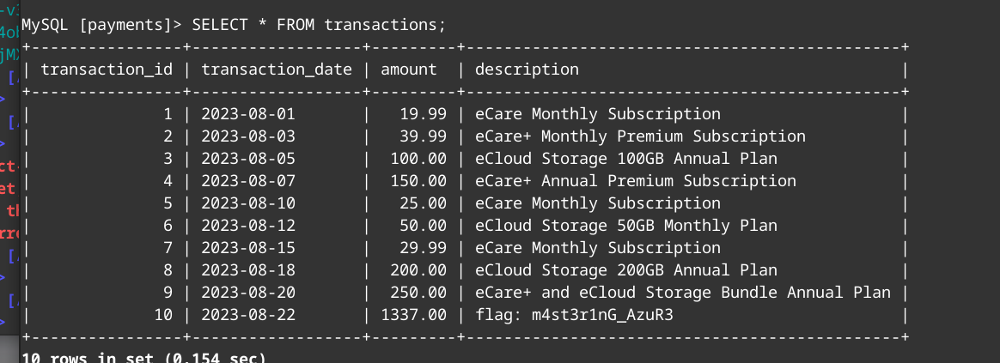 MySQL [payments]> SELECT * FROM transactions;
+----------------+------------------+---------+----------------------------------------------+
| transaction_id | transaction_date | amount  | description                                  |
+----------------+------------------+---------+----------------------------------------------+
|              1 | 2023-08-01       |   19.99 | eCare Monthly Subscription                   |
|              2 | 2023-08-03       |   39.99 | eCare+ Monthly Premium Subscription          |
|              3 | 2023-08-05       |  100.00 | eCloud Storage 100GB Annual Plan             |
|              4 | 2023-08-07       |  150.00 | eCare+ Annual Premium Subscription           |
|              5 | 2023-08-10       |   25.00 | eCare Monthly Subscription                   |
|              6 | 2023-08-12       |   50.00 | eCloud Storage 50GB Monthly Plan             |
|              7 | 2023-08-15       |   29.99 | eCare Monthly Subscription                   |
|              8 | 2023-08-18       |  200.00 | eCloud Storage 200GB Annual Plan             |
|              9 | 2023-08-20       |  250.00 | eCare+ and eCloud Storage Bundle Annual Plan |
|             10 | 2023-08-22       | 1337.00 | flag: m4st3r1nG_AzuR3                        |
+----------------+------------------+---------+----------------------------------------------+
10 rows in set (0.154 sec)